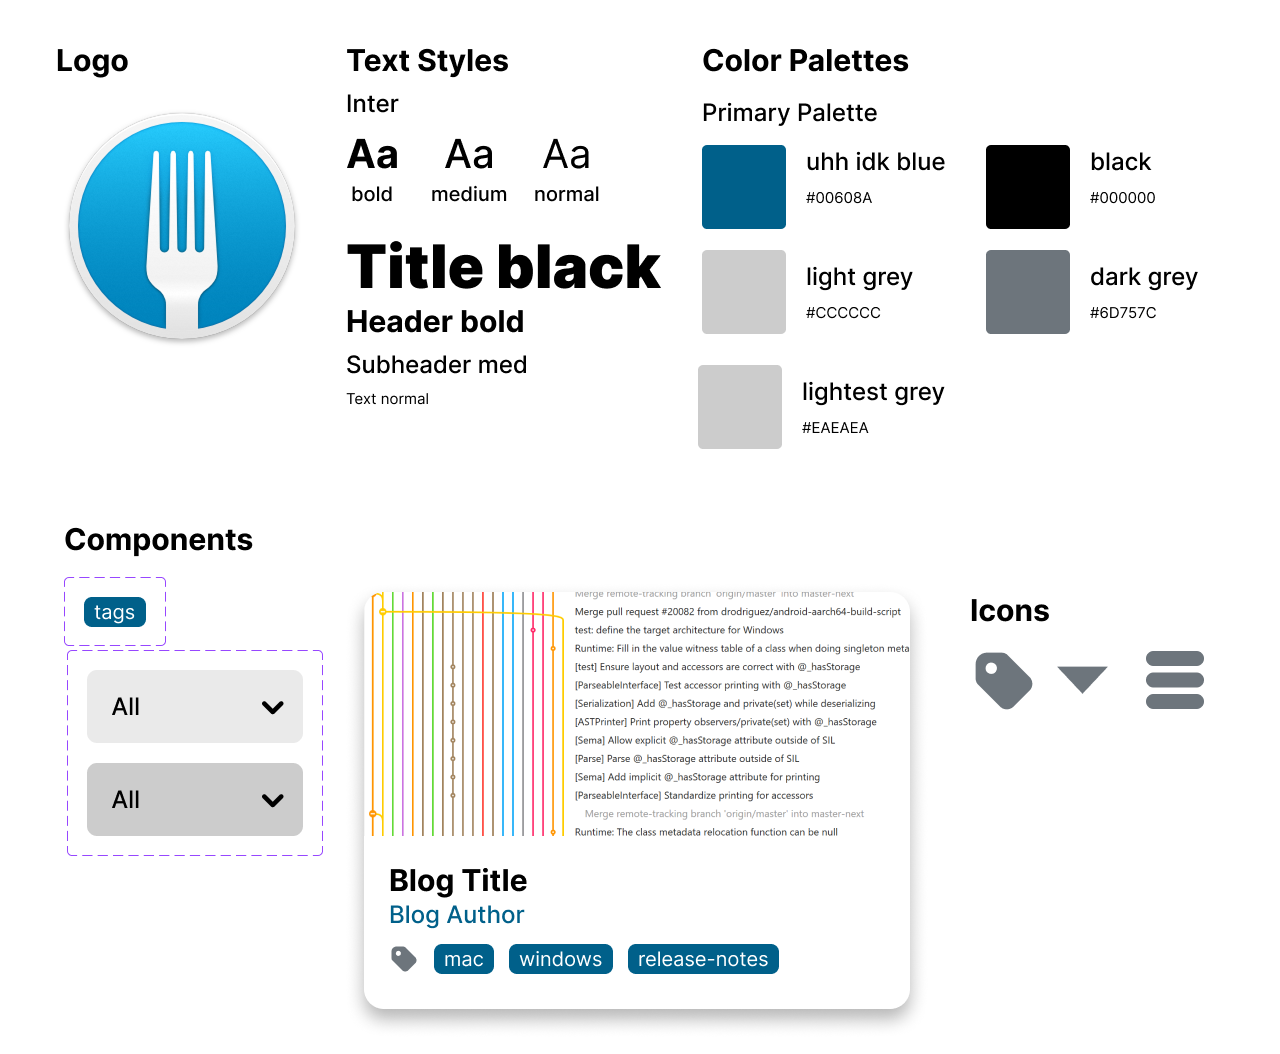 Logo
Text Styles
Inter
Aa Aa Aa
bold medium normal
Title black
Header bold
Subheader med
Text normal
Color Palettes
Primary Palette
uhh idk blue
#00608A
black
#000000
light grey
#CCCCCC
dark grey
#6D757C
lightest grey
#EAEAEA
Components
tags
All
All
Merge remote-tracking branch 'origin/master' into master-next
Merge pull request #20082 from drodriguez/android-aarch64-build-script
test: define the target architecture for Windows
Runtime: Fill in the value witness table of a class when doing singleton meta
[test] Ensure layout and accessors are correct with @_hasStorage
[ParseableInterface] Test accessor printing with @_hasStorage
[Serialization] Add @_hasStorage and private(set) while deserializing
[ASTPrinter] Print property observers/private(set) with @_hasStorage
[Sema] Allow explicit @_hasStorage attribute outside of SIL
[Parse] Parse @_hasStorage attribute outside of SIL
[Sema] Add implicit @_hasStorage attribute for printing
[ParseableInterface] Standardize printing for accessors
Merge remote-tracking branch 'origin/master' into master-next
Runtime: The class metadata relocation function can be null
Blog Title
Blog Author
mac windows release-notes
Icons